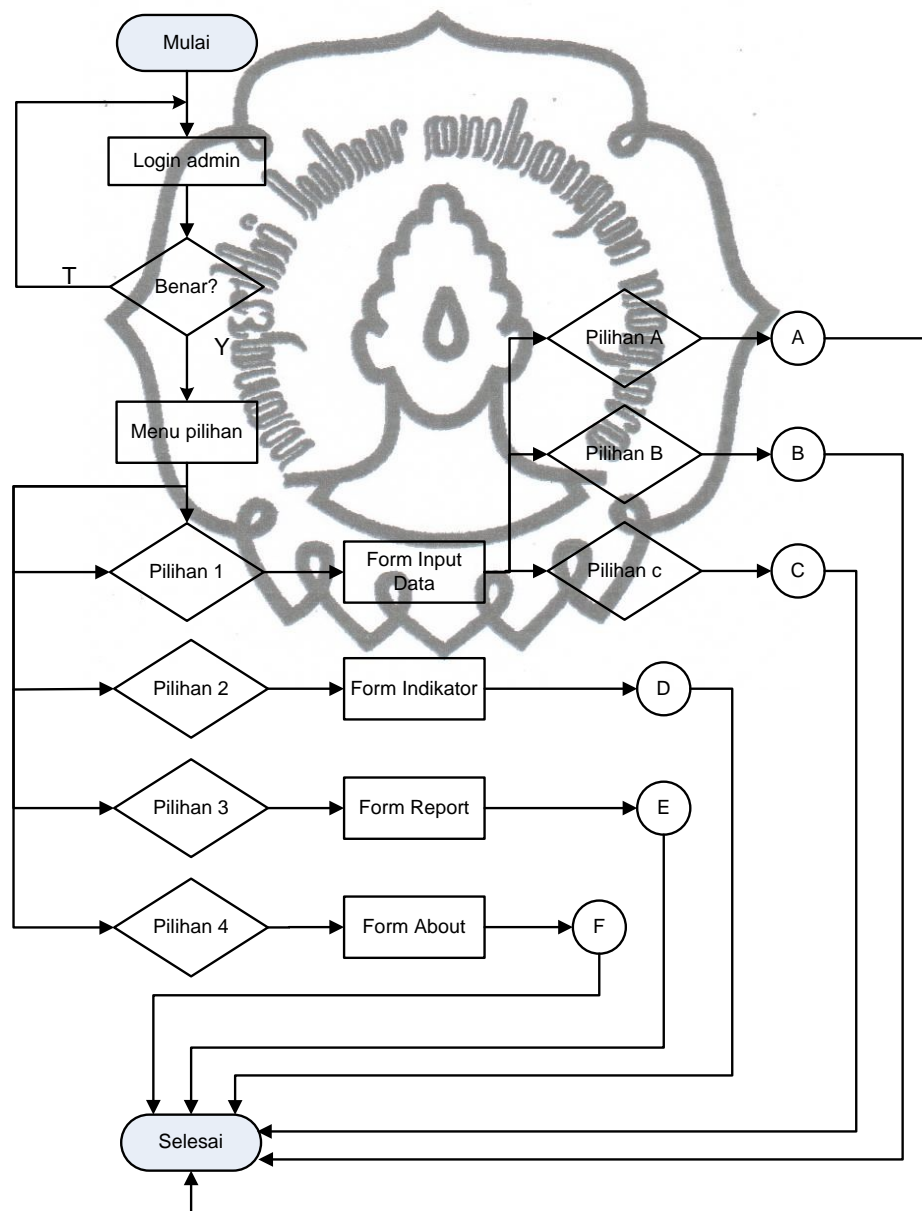 Mulai
Login admin
Benar?
T
Y
Menu pilihan
Pilihan A
A
Pilihan B
B
Pilihan 1
Form Input
Data
Pilihan c
C
Pilihan 2
Form Indikator
D
Pilihan 3
Form Report
E
Pilihan 4
Form About
F
Selesai